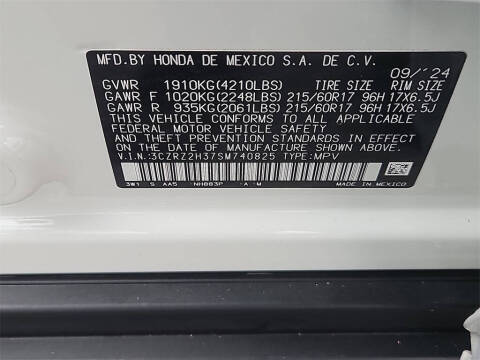 MFD.BY HONDA DE MEXICO S.A. DE C.V.
09/'24
GVWR 1910KG(4210LBS) TIRE SIZE RIM SIZE
GAWR F 1020KG(2248LBS) 215/60R17 96H 17X6.5J
GAWR R 935KG(2061LBS) 215/60R17 96H 17X6.5J
THIS VEHICLE CONFORMS TO ALL APPLICABLE
FEDERAL MOTOR VEHICLE SAFETY STANDARDS IN
EFFECT ON THE DATE OF MANUFACTURE SHOWN ABOVE.
V.I.N.:3CZRZ2H37SM740825 TYPE:MPV
3W1 S AA5 NH883P -A -M MADE IN MEXICO